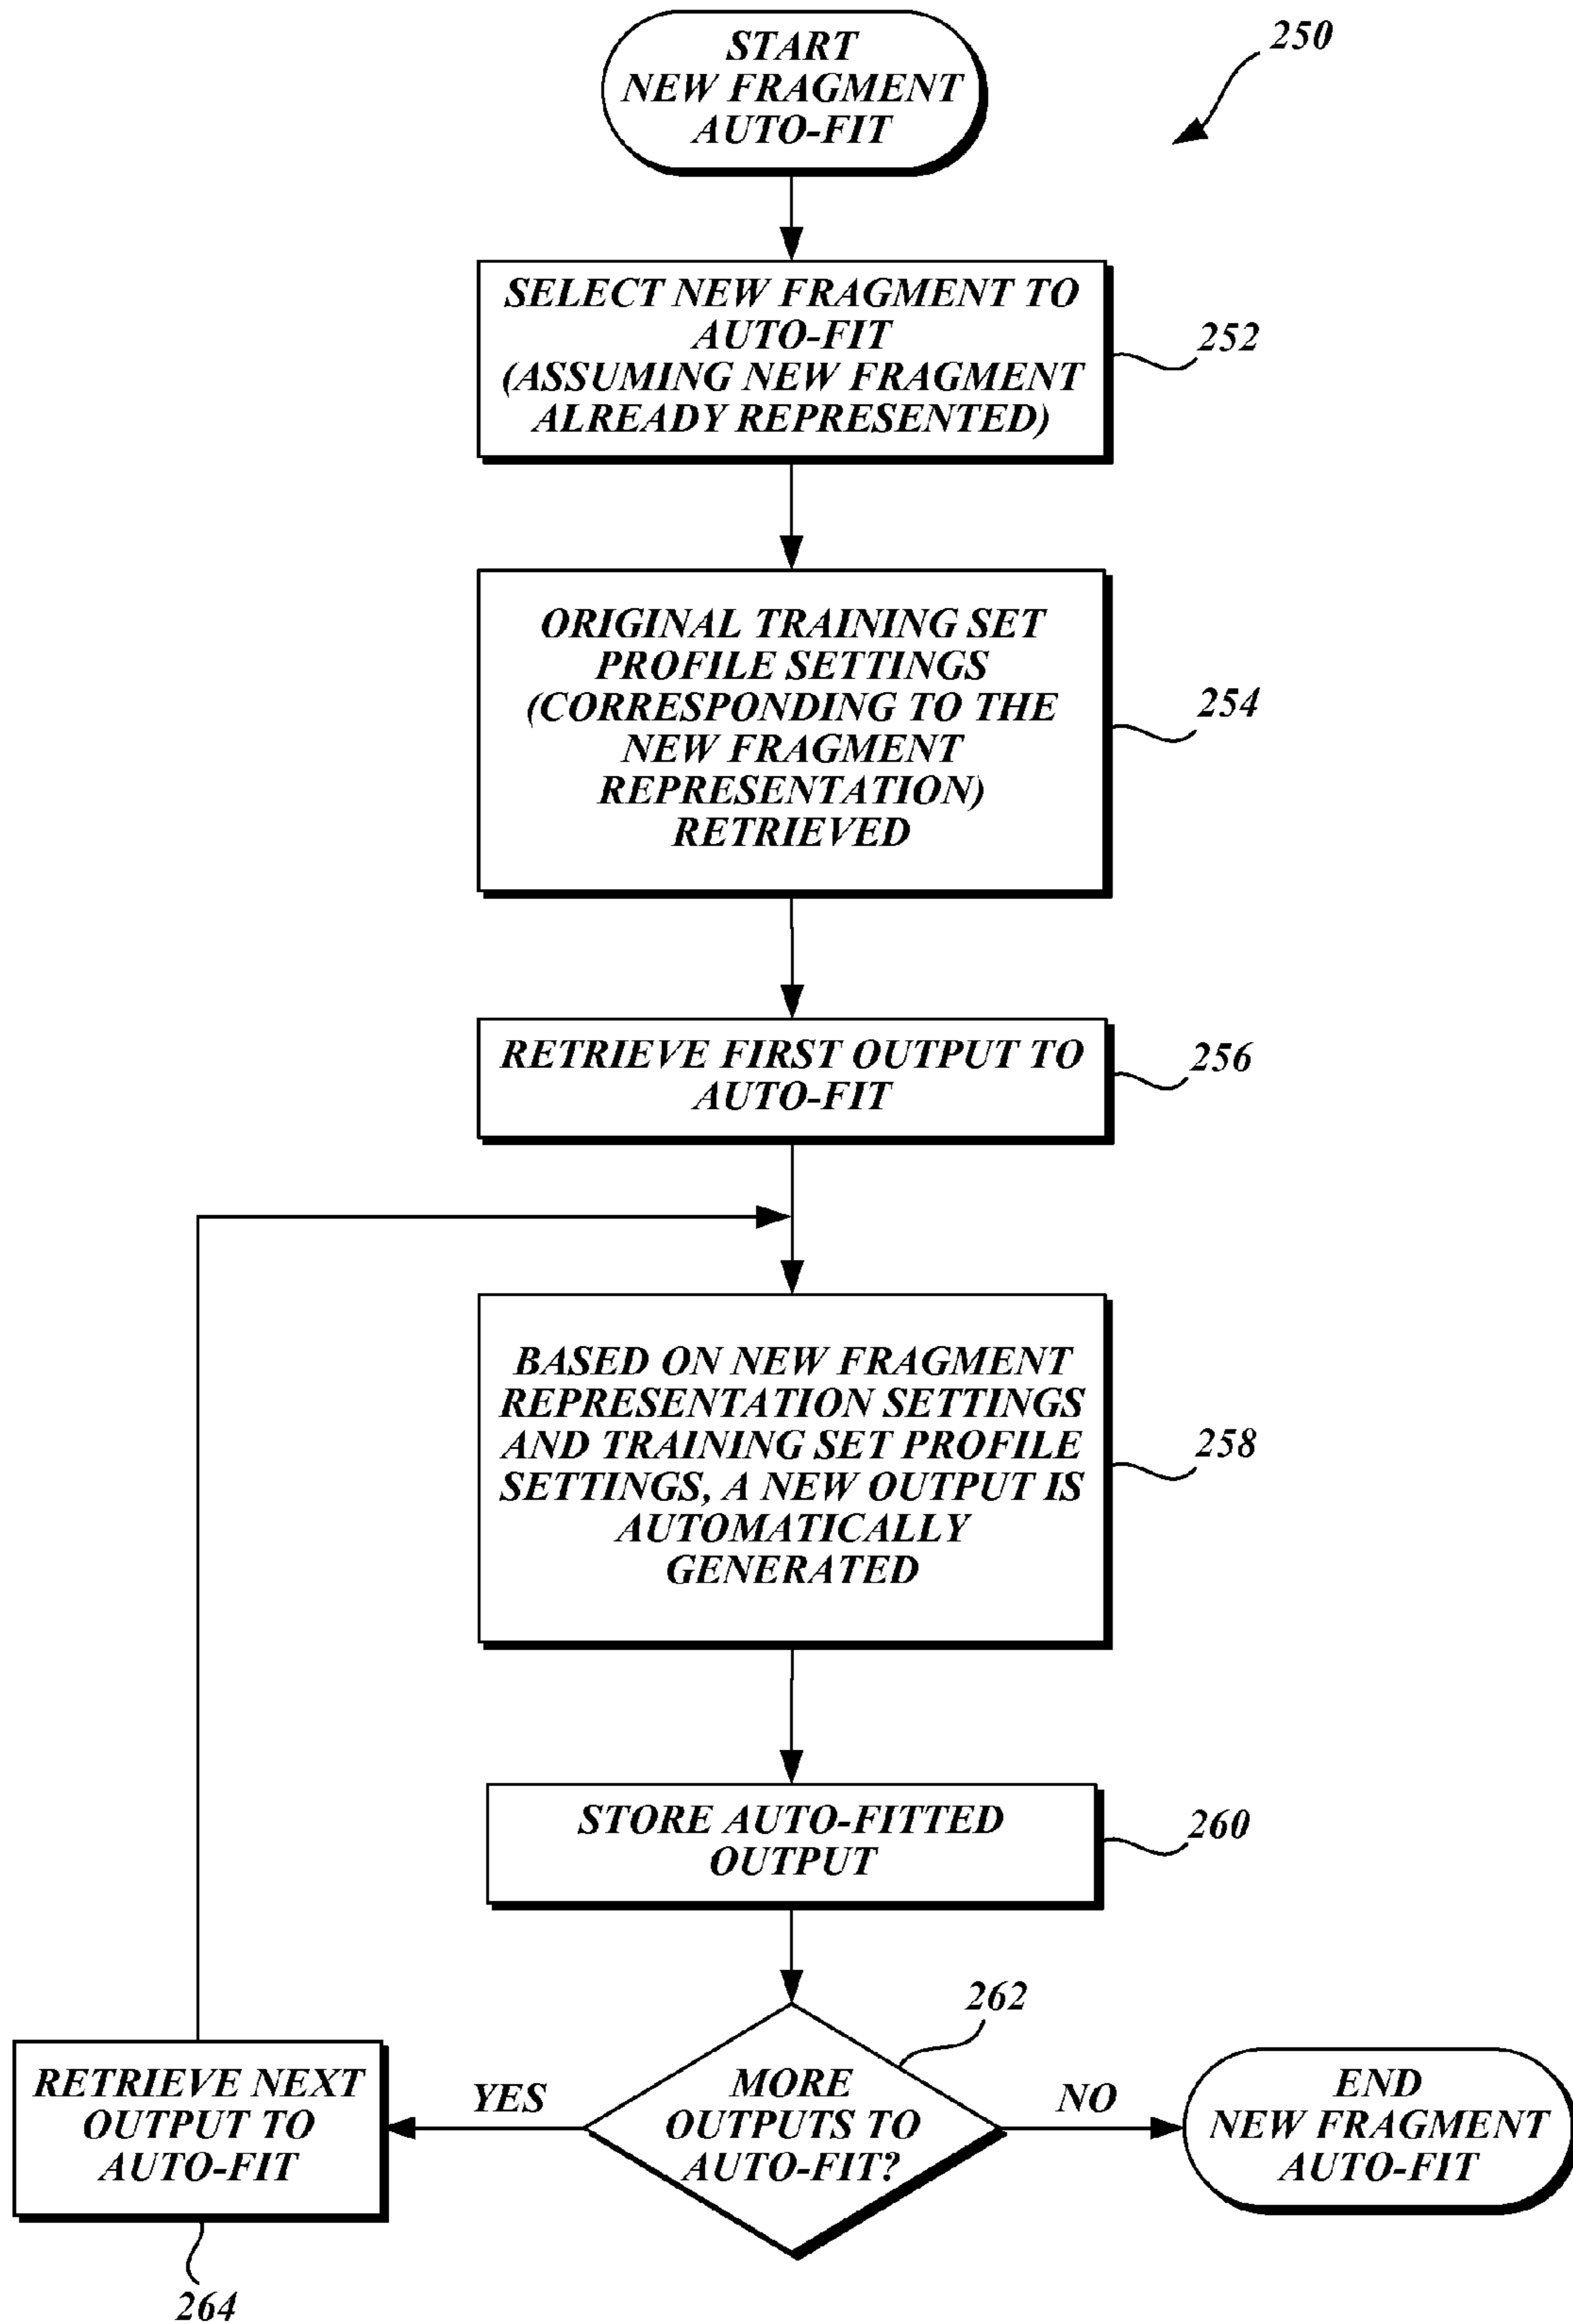 START
NEW FRAGMENT
AUTO-FIT
250
SELECT NEW FRAGMENT TO
AUTO-FIT
(ASSUMING NEW FRAGMENT
ALREADY REPRESENTED)
252
ORIGINAL TRAINING SET
PROFILE SETTINGS
(CORRESPONDING TO THE
NEW FRAGMENT
REPRESENTATION)
RETRIEVED
254
RETRIEVE FIRST OUTPUT TO
AUTO-FIT
256
BASED ON NEW FRAGMENT
REPRESENTATION SETTINGS
AND TRAINING SET PROFILE
SETTINGS, A NEW OUTPUT IS
AUTOMATICALLY
GENERATED
258
STORE AUTO-FITTED
OUTPUT
260
262
MORE
OUTPUTS TO
AUTO-FIT?
YES
NO
RETRIEVE NEXT
OUTPUT TO
AUTO-FIT
264
END
NEW FRAGMENT
AUTO-FIT